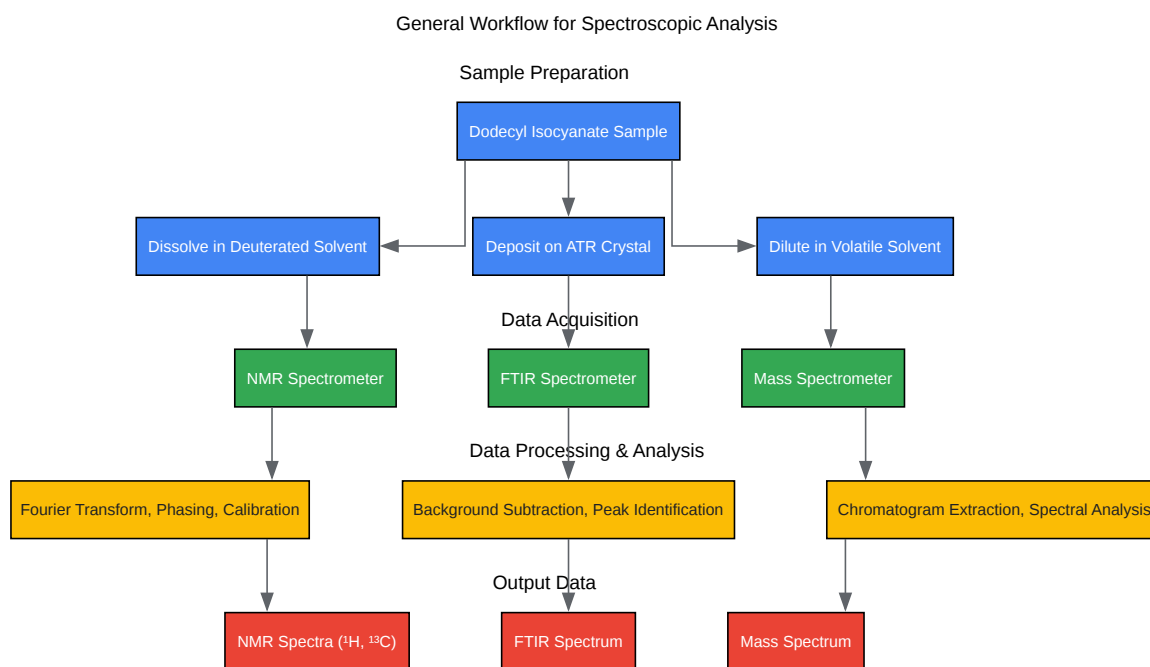 General Workflow for Spectroscopic Analysis
Sample Preparation
Dodecyl Isocyanate Sample
Dissolve in Deuterated Solvent
Deposit on ATR Crystal
Dilute in Volatile Solvent
Data Acquisition
NMR Spectrometer
FTIR Spectrometer
Mass Spectrometer
Data Processing & Analysis
Fourier Transform, Phasing, Calibration
Background Subtraction, Peak Identification
Chromatogram Extraction, Spectral Analysis
Output Data
NMR Spectra (¹H, ¹³C)
FTIR Spectrum
Mass Spectrum